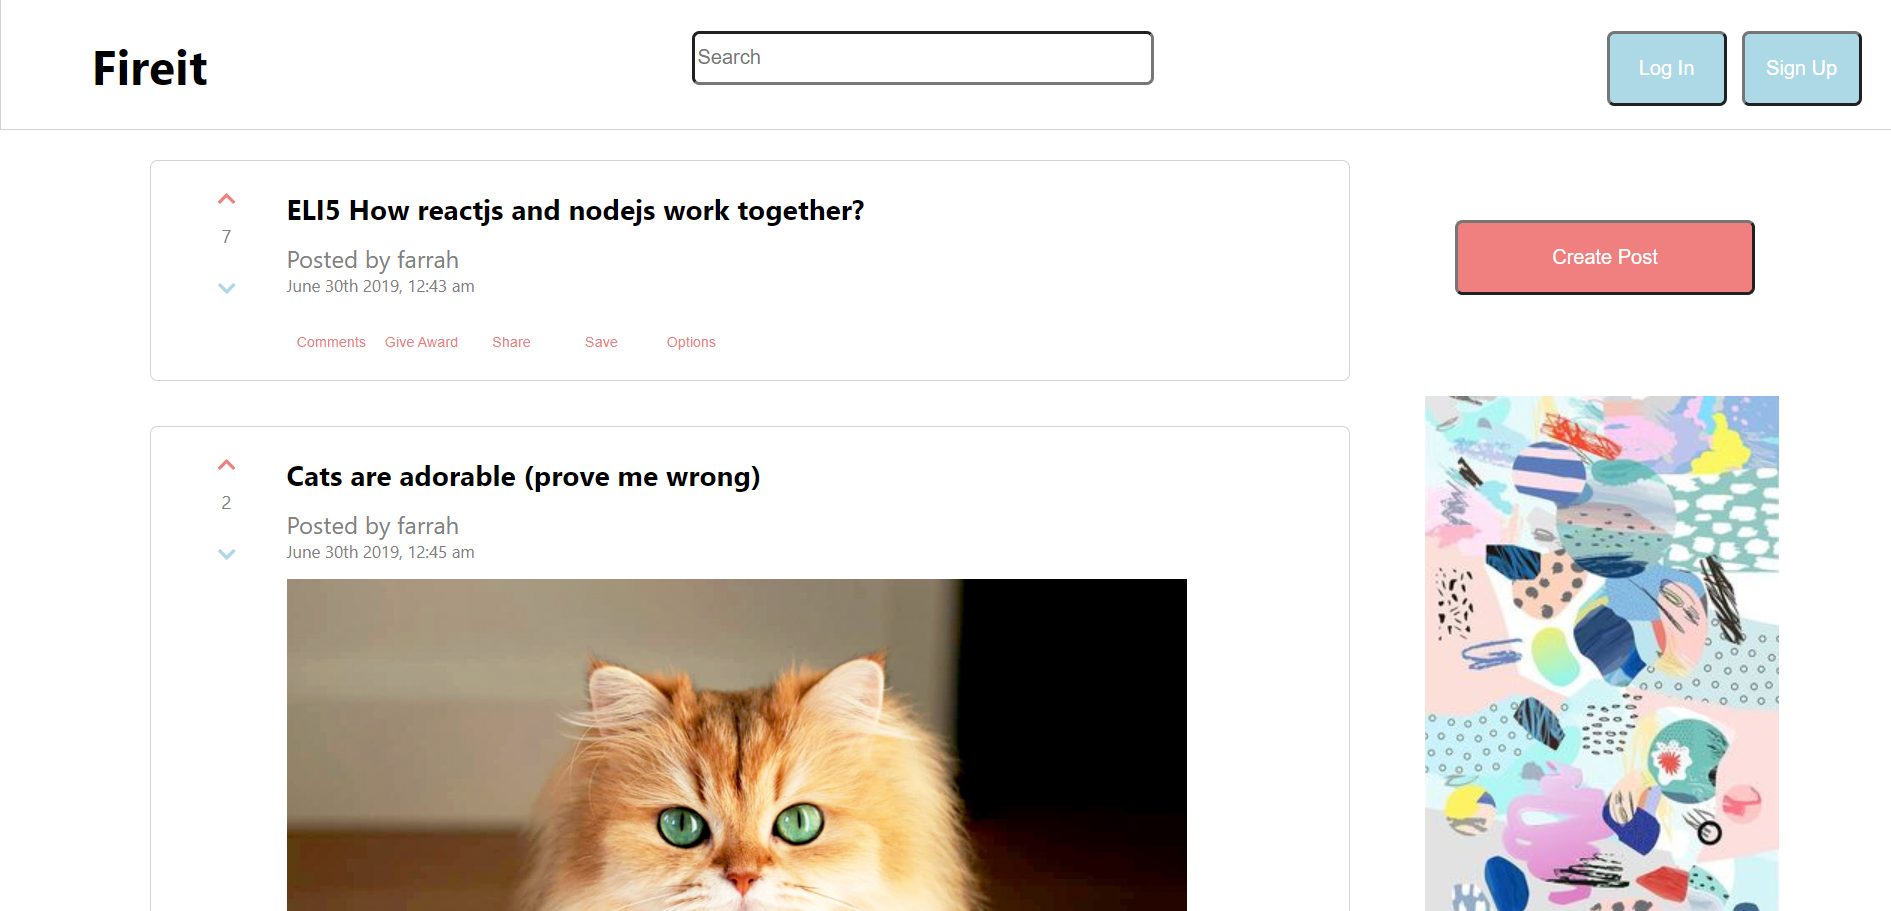 Fireit
Search
Log In
Sign Up
ELI5 How reactjs and nodejs work together?
7
Posted by farrah
June 30th 2019, 12:43 am
Comments Give Award Share Save Options
Create Post
Cats are adorable (prove me wrong)
2
Posted by farrah
June 30th 2019, 12:45 am